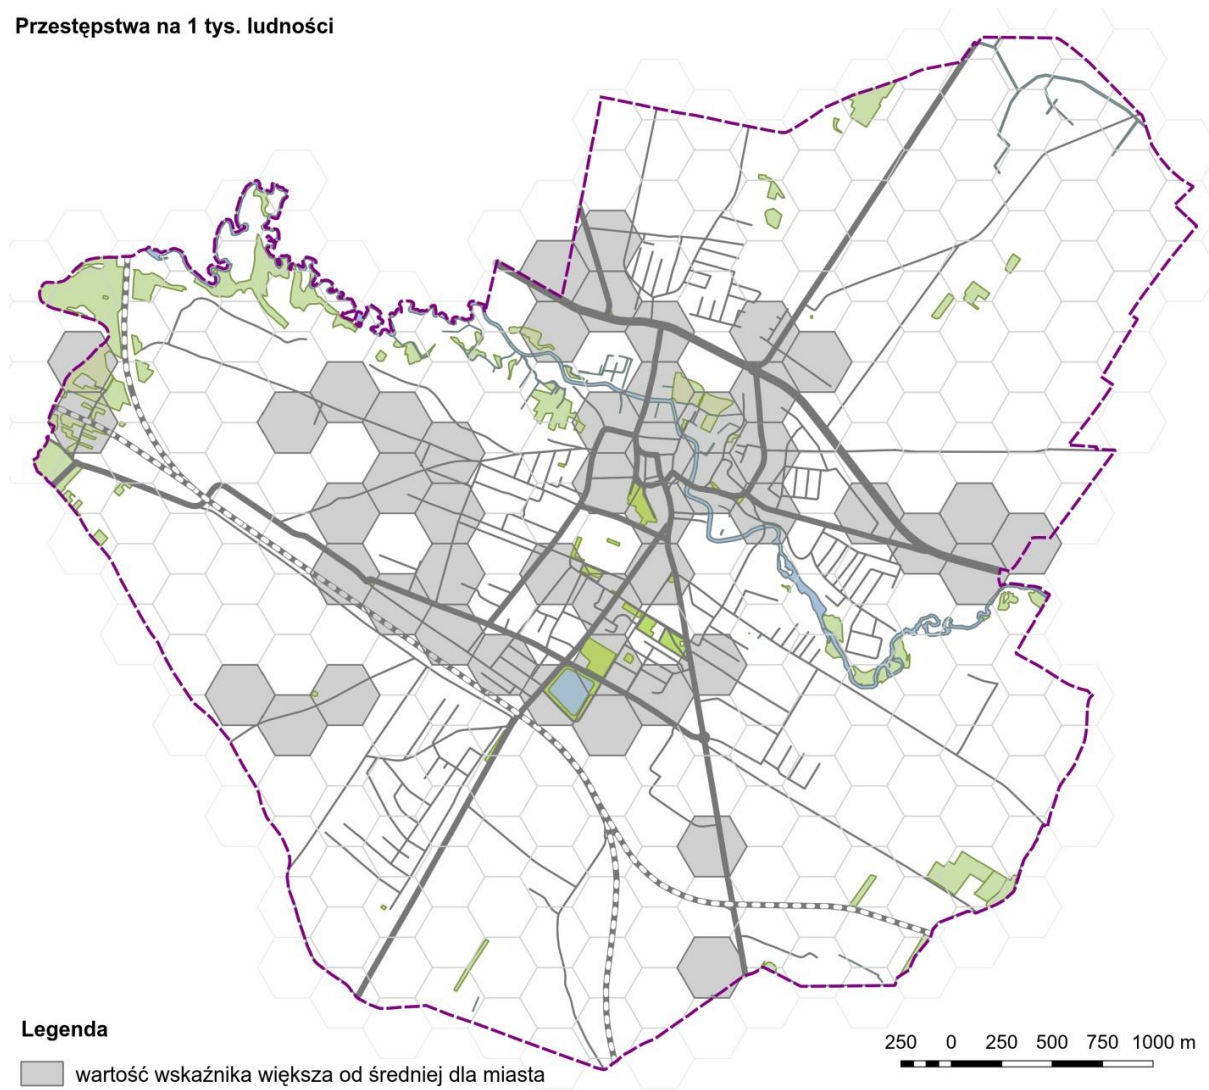 Przestępstwa na 1 tys. ludności
Legenda
wartość wskaźnika większa od średniej dla miasta
250 0 250 500 750 1000 m